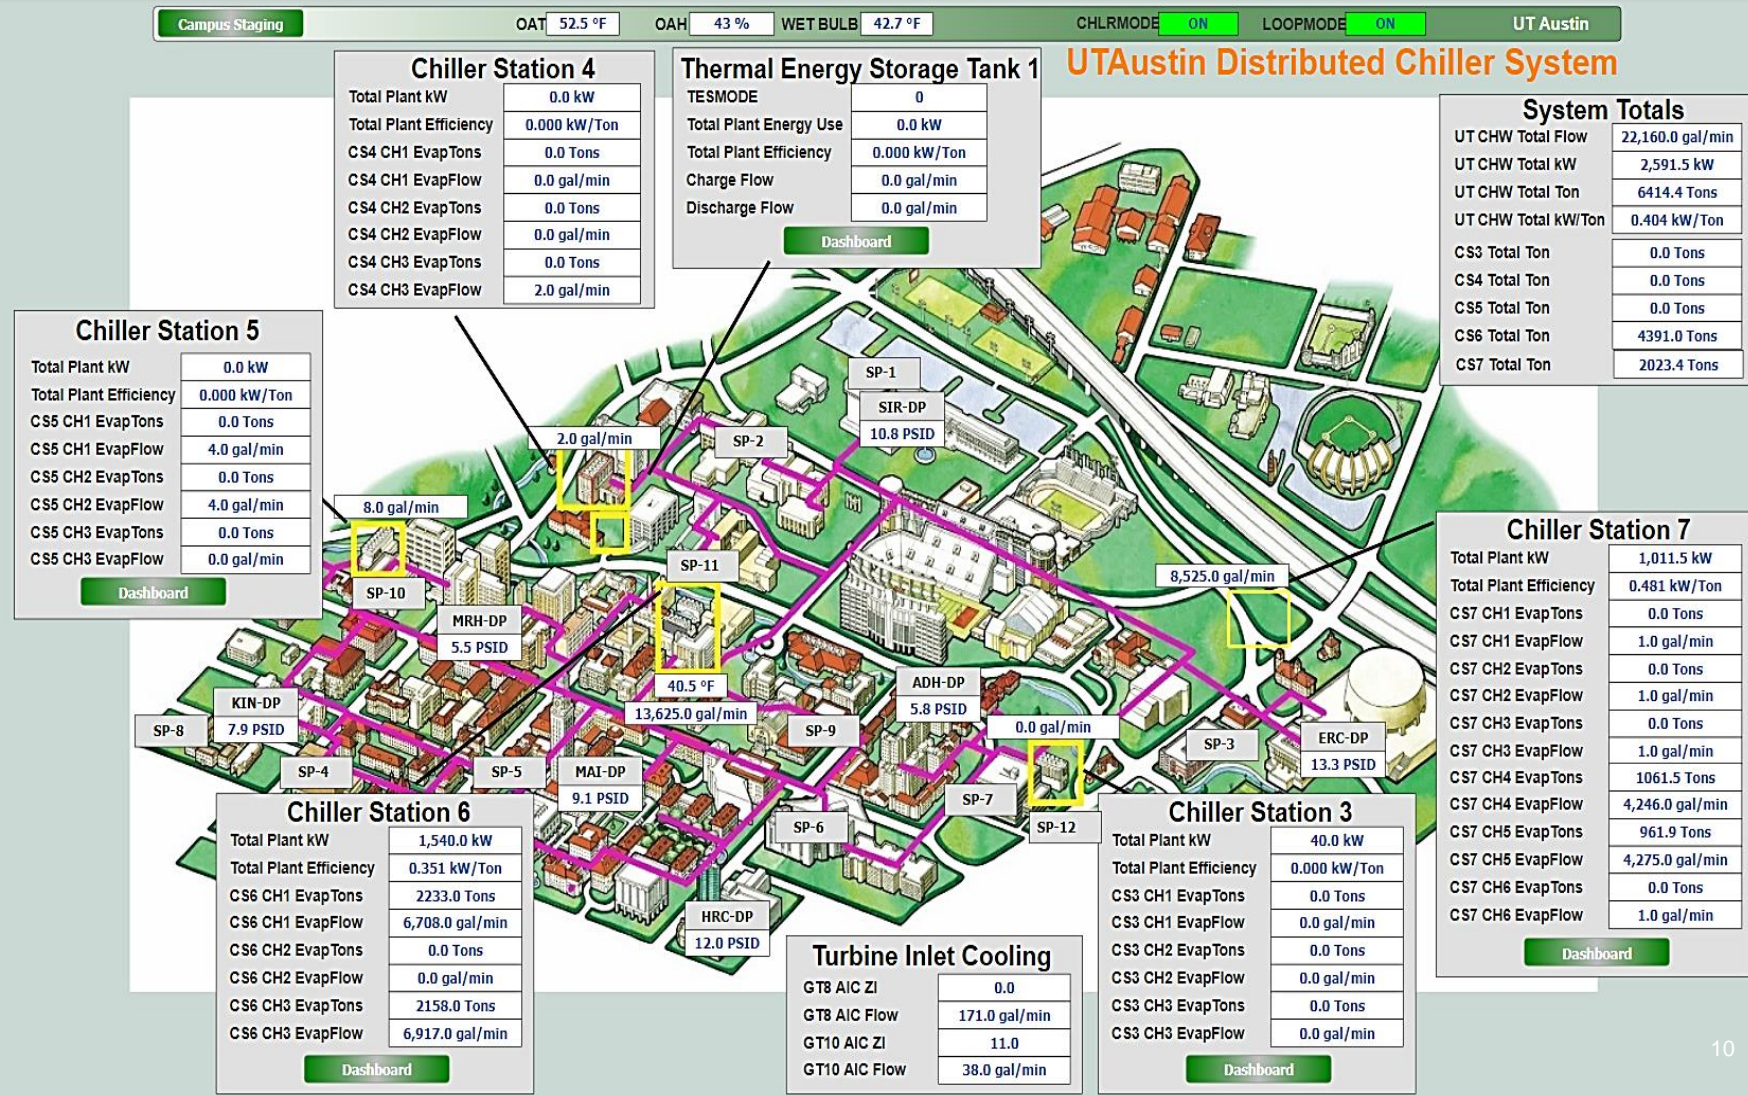 Campus Staging OAT 52.5 °F OAH 43 % WET BULB 42.7 °F CHLRMODE ON LOOPMODE ON UT Austin
UTAustin Distributed Chiller System
Chiller Station 4
Total Plant kW 0.0 kW
Total Plant Efficiency 0.000 kW/Ton
CS4 CH1 EvapTons 0.0 Tons
CS4 CH1 EvapFlow 0.0 gal/min
CS4 CH2 EvapTons 0.0 Tons
CS4 CH2 EvapFlow 0.0 gal/min
CS4 CH3 EvapTons 0.0 Tons
CS4 CH3 EvapFlow 2.0 gal/min
Thermal Energy Storage Tank 1
TESMODE 0
Total Plant Energy Use 0.0 kW
Total Plant Efficiency 0.000 kW/Ton
Charge Flow 0.0 gal/min
Discharge Flow 0.0 gal/min
Dashboard
System Totals
UT CHW Total Flow 22,160.0 gal/min
UT CHW Total kW 2,591.5 kW
UT CHW Total Ton 6414.4 Tons
UT CHW Total kW/Ton 0.404 kW/Ton
CS3 Total Ton 0.0 Tons
CS4 Total Ton 0.0 Tons
CS5 Total Ton 0.0 Tons
CS6 Total Ton 4391.0 Tons
CS7 Total Ton 2023.4 Tons
Chiller Station 5
Total Plant kW 0.0 kW
Total Plant Efficiency 0.000 kW/Ton
CS5 CH1 EvapTons 0.0 Tons
CS5 CH1 EvapFlow 4.0 gal/min
CS5 CH2 EvapTons 0.0 Tons
CS5 CH2 EvapFlow 4.0 gal/min
CS5 CH3 EvapTons 0.0 Tons
CS5 CH3 EvapFlow 0.0 gal/min
Dashboard
SP-1
SIR-DP
10.8 PSID
SP-2
2.0 gal/min
8.0 gal/min
SP-11
SP-10
MRH-DP
5.5 PSID
8,525.0 gal/min
40.5 °F
13,625.0 gal/min
ADH-DP
5.8 PSID
KIN-DP
7.9 PSID
SP-8
SP-9
0.0 gal/min
SP-3
ERC-DP
13.3 PSID
SP-4
SP-5
MAI-DP
9.1 PSID
SP-7
SP-6
SP-12
HRC-DP
12.0 PSID
Chiller Station 7
Total Plant kW 1,011.5 kW
Total Plant Efficiency 0.481 kW/Ton
CS7 CH1 EvapTons 0.0 Tons
CS7 CH1 EvapFlow 1.0 gal/min
CS7 CH2 EvapTons 0.0 Tons
CS7 CH2 EvapFlow 1.0 gal/min
CS7 CH3 EvapTons 0.0 Tons
CS7 CH3 EvapFlow 1.0 gal/min
CS7 CH4 EvapTons 1061.5 Tons
CS7 CH4 EvapFlow 4,246.0 gal/min
CS7 CH5 EvapTons 961.9 Tons
CS7 CH5 EvapFlow 4,275.0 gal/min
CS7 CH6 EvapTons 0.0 Tons
CS7 CH6 EvapFlow 1.0 gal/min
Dashboard
Chiller Station 6
Total Plant kW 1,540.0 kW
Total Plant Efficiency 0.351 kW/Ton
CS6 CH1 EvapTons 2233.0 Tons
CS6 CH1 EvapFlow 6,708.0 gal/min
CS6 CH2 EvapTons 0.0 Tons
CS6 CH2 EvapFlow 0.0 gal/min
CS6 CH3 EvapTons 2158.0 Tons
CS6 CH3 EvapFlow 6,917.0 gal/min
Dashboard
Turbine Inlet Cooling
GT8 AIC ZI 0.0
GT8 AIC Flow 171.0 gal/min
GT10 AIC ZI 11.0
GT10 AIC Flow 38.0 gal/min
Chiller Station 3
Total Plant kW 40.0 kW
Total Plant Efficiency 0.000 kW/Ton
CS3 CH1 EvapTons 0.0 Tons
CS3 CH1 EvapFlow 0.0 gal/min
CS3 CH2 EvapTons 0.0 Tons
CS3 CH2 EvapFlow 0.0 gal/min
CS3 CH3 EvapTons 0.0 Tons
CS3 CH3 EvapFlow 0.0 gal/min
Dashboard
10